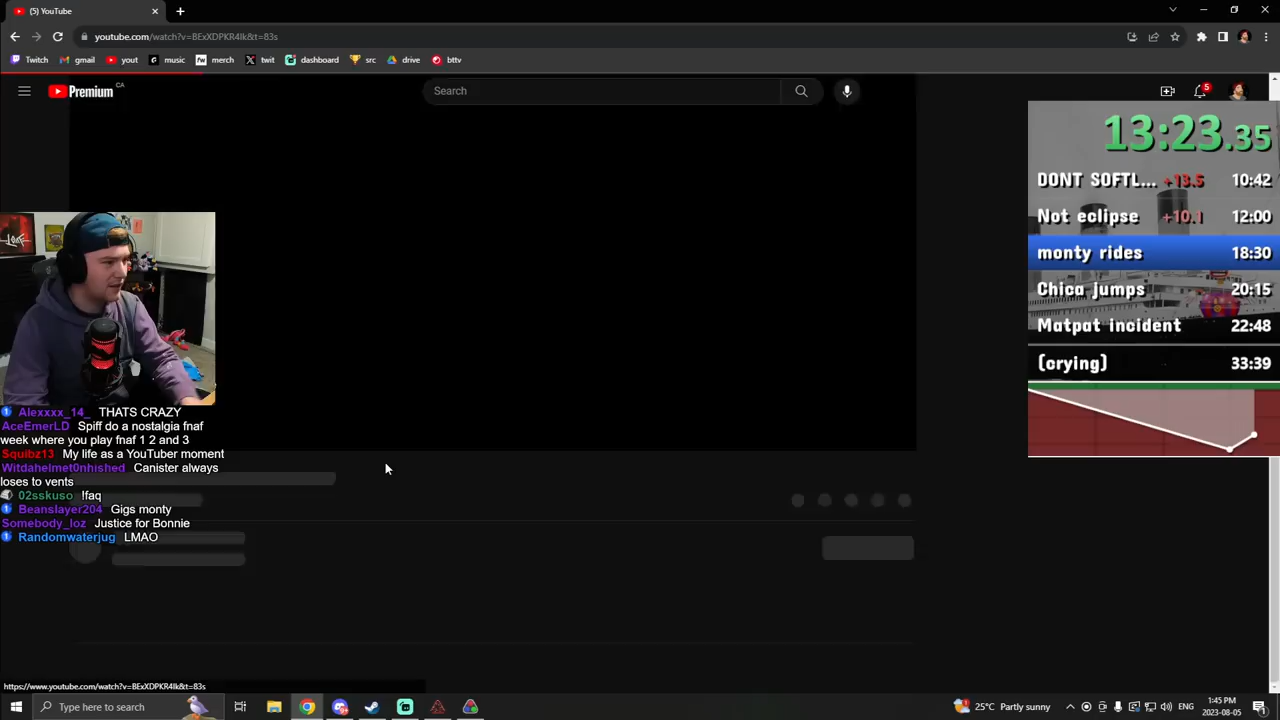 (5) YouTube
youtube.com/watch?v=BExXDPKR4Ik&t=83s
Twitch gmail yout music merch twit dashboard src drive bttv
Premium CA
Search
5
13:23.35
DONT SOFTL... +13.5 10:42
Not eclipse +10.1 12:00
monty rides 18:30
Chica jumps 20:15
Matpat incident 22:48
(crying) 33:39
Alexxxx_14_ THATS CRAZY
AceEmerLD Spiff do a nostalgia fnaf
week where you play fnaf 1 2 and 3
Squibz13 My life as a YouTuber moment
Witdahelmet0nhished Canister always
loses to vents
02sskuso !faq
Beanslayer204 Gigs monty
Somebody_loz Justice for Bonnie
Randomwaterjug LMAO
https://www.youtube.com/watch?v=BExXDPKR4Ik&t=83s
Type here to search
25°C Partly sunny
ENG
1:45 PM
2023-08-05